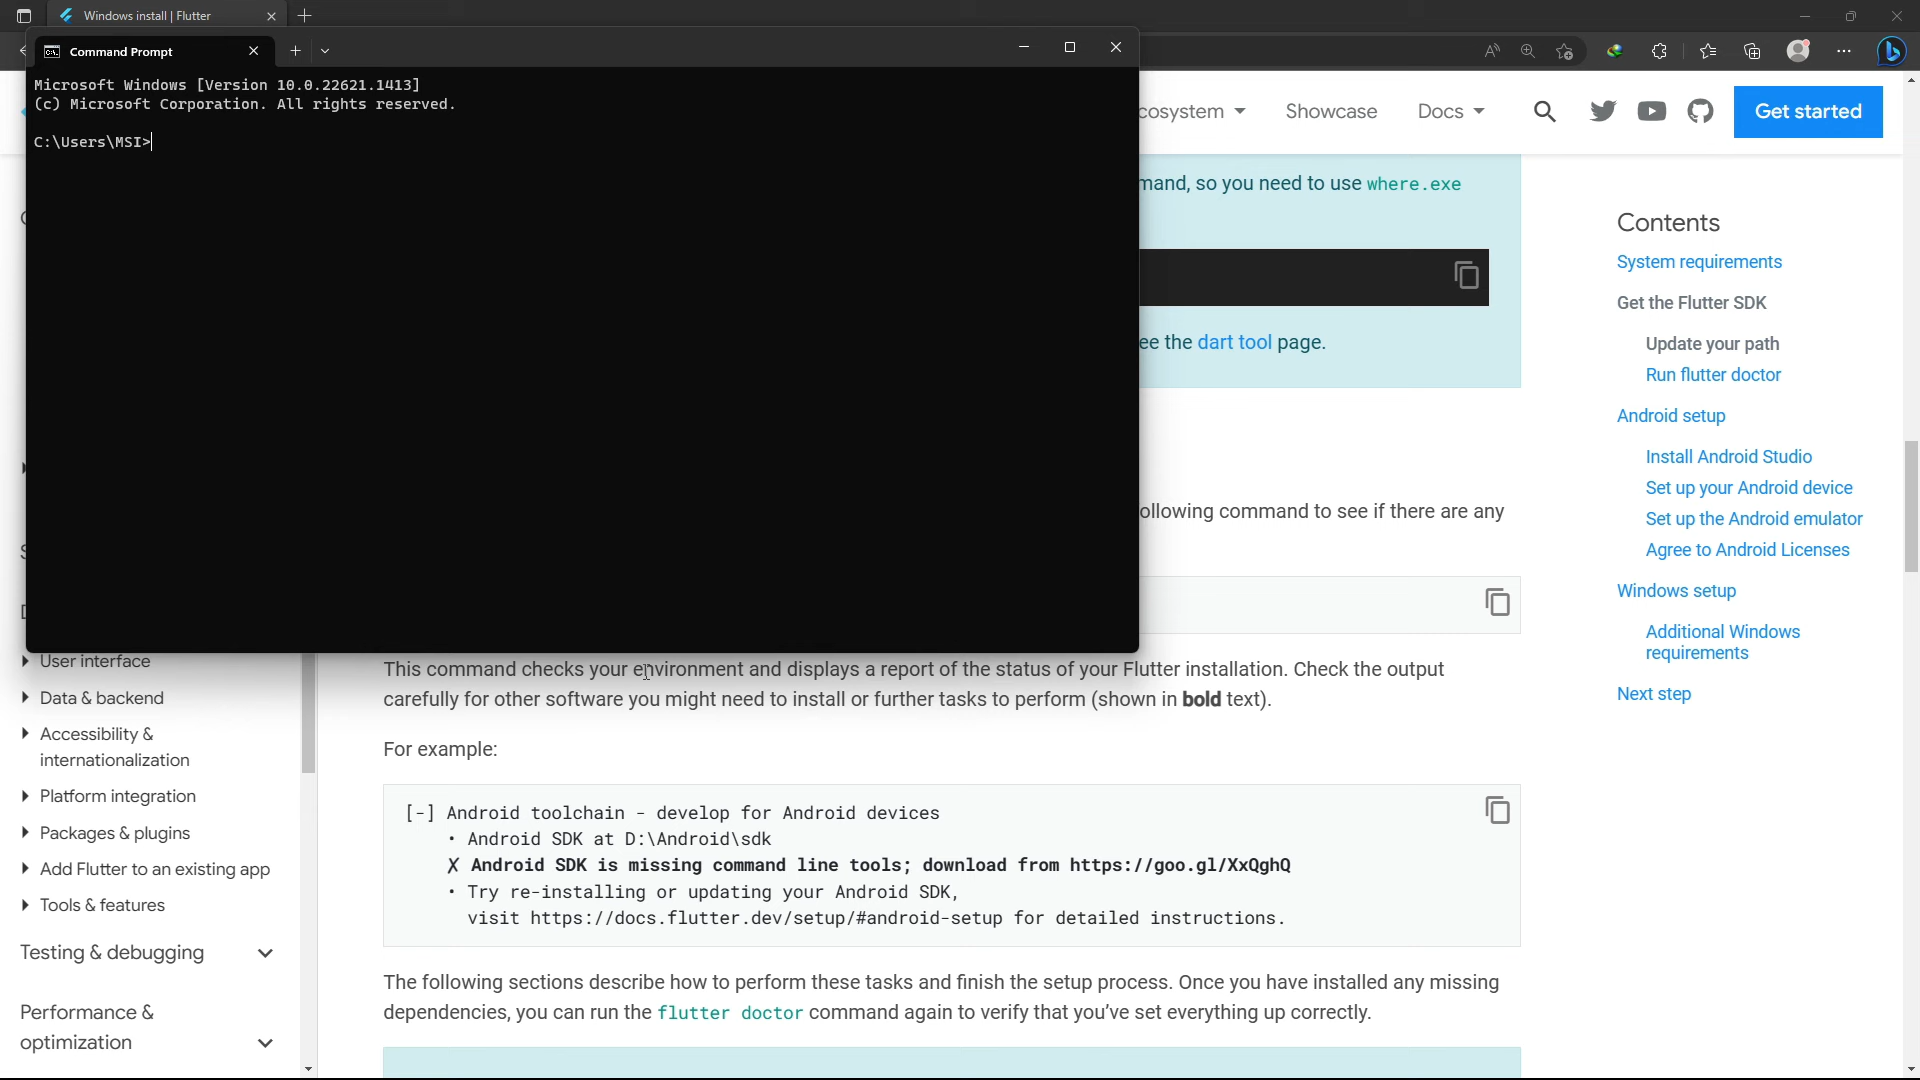 Windows install | Flutter
Command Prompt
Microsoft Windows [Version 10.0.22621.1413]
(c) Microsoft Corporation. All rights reserved.
C:\Users\MSI>
cosystem
Showcase
Docs
Get started
mand, so you need to use where.exe
ee the dart tool page.
ollowing command to see if there are any
This command checks your environment and displays a report of the status of your Flutter installation. Check the output
carefully for other software you might need to install or further tasks to perform (shown in bold text).
For example:
[-] Android toolchain - develop for Android devices
• Android SDK at D:\Android\sdk
✗ Android SDK is missing command line tools; download from https://goo.gl/XxQghQ
• Try re-installing or updating your Android SDK,
visit https://docs.flutter.dev/setup/#android-setup for detailed instructions.
The following sections describe how to perform these tasks and finish the setup process. Once you have installed any missing
dependencies, you can run the flutter doctor command again to verify that you've set everything up correctly.
User interface
Data & backend
Accessibility &
internationalization
Platform integration
Packages & plugins
Add Flutter to an existing app
Tools & features
Testing & debugging
Performance &
optimization
Contents
System requirements
Get the Flutter SDK
Update your path
Run flutter doctor
Android setup
Install Android Studio
Set up your Android device
Set up the Android emulator
Agree to Android Licenses
Windows setup
Additional Windows
requirements
Next step